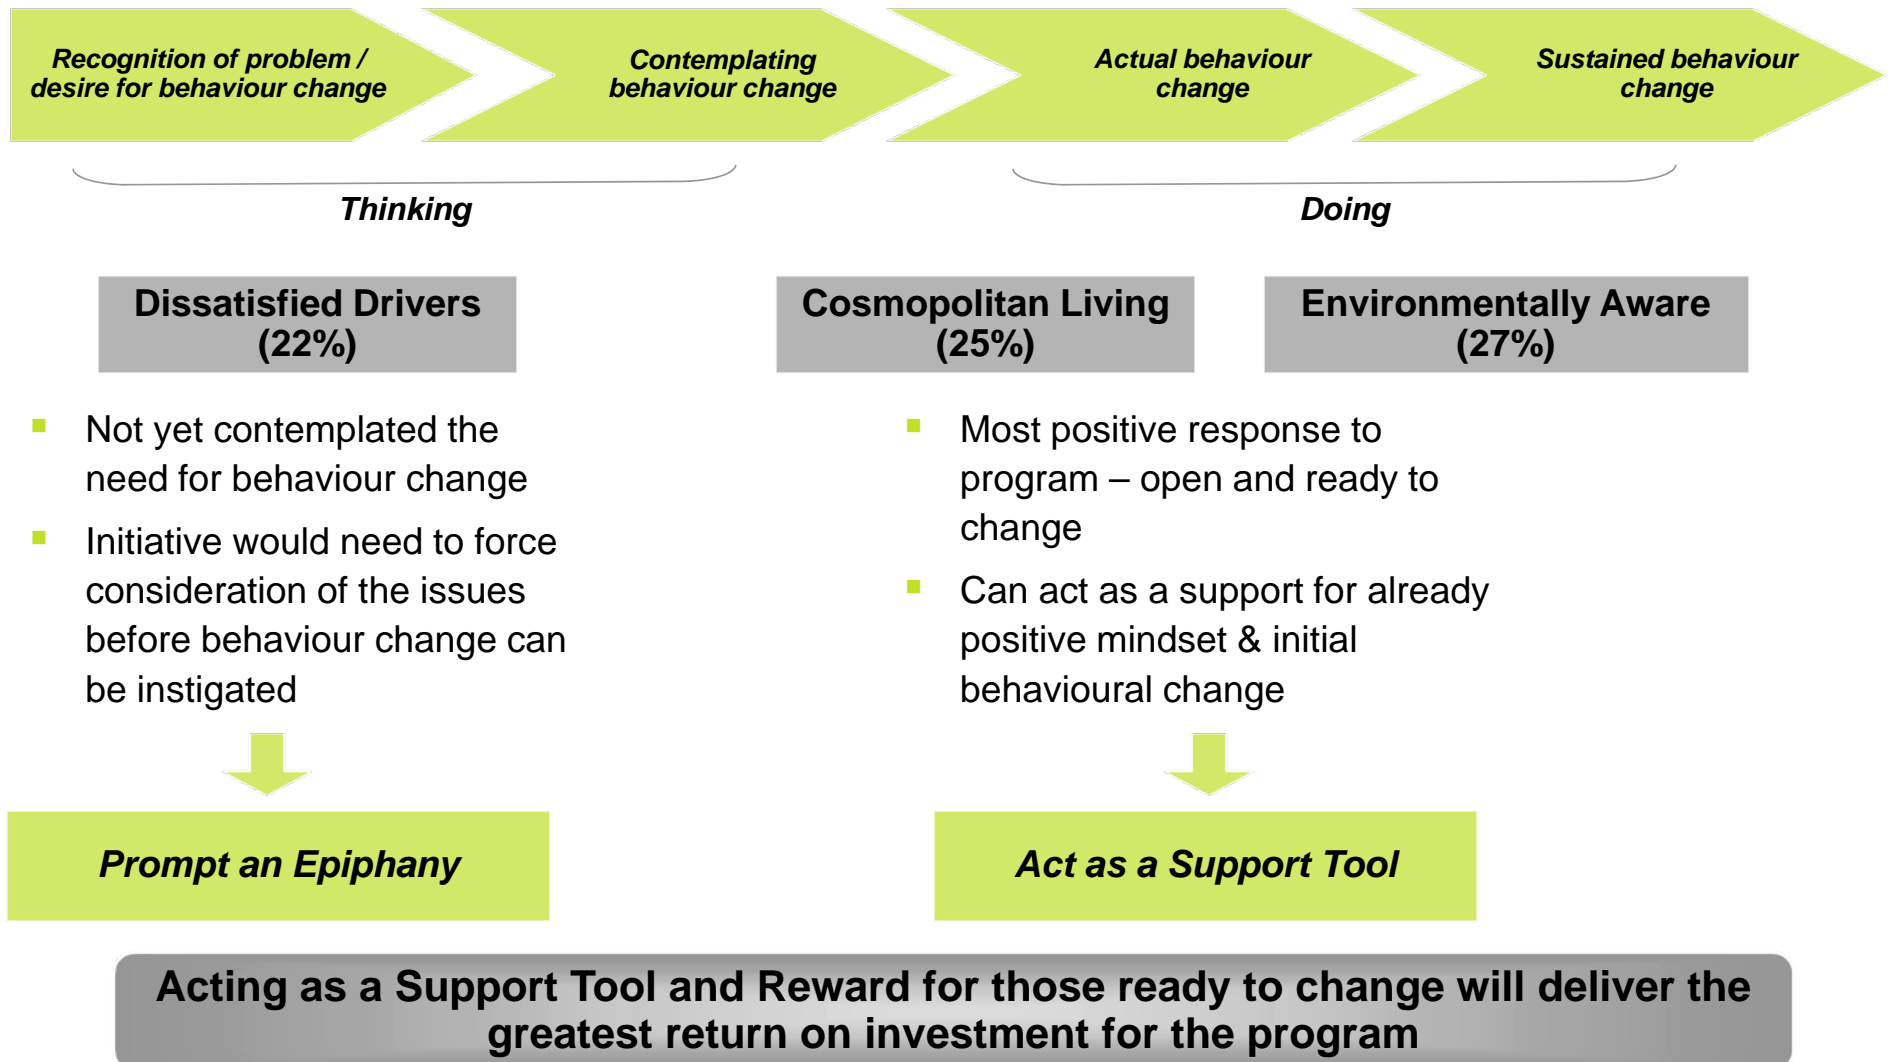 Recognition of problem /
desire for behaviour change
Contemplating
behaviour change
Actual behaviour
change
Sustained behaviour
change
Thinking
Doing
Dissatisfied Drivers
(22%)
Cosmopolitan Living
(25%)
Environmentally Aware
(27%)
Not yet contemplated the
need for behaviour change
Initiative would need to force
consideration of the issues
before behaviour change can
be instigated
Most positive response to
program – open and ready to
change
Can act as a support for already
positive mindset & initial
behavioural change
Prompt an Epiphany
Act as a Support Tool
Acting as a Support Tool and Reward for those ready to change will deliver the
greatest return on investment for the program